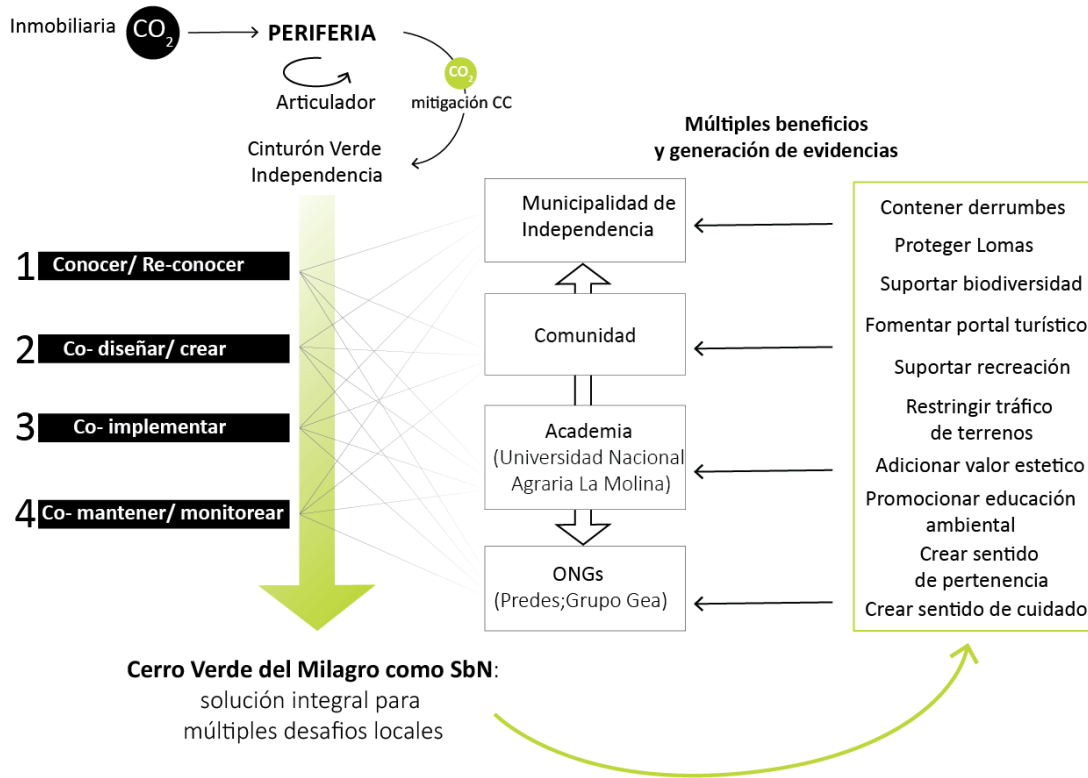 Inmobiliaria
CO2
PERIFERIA
Articulador
CO2
mitigación CC
Cinturón Verde
Independencia
1 Conocer/ Re-conocer
2 Co- diseñar/ crear
3 Co- implementar
4 Co- mantener/ monitorear
Cerro Verde del Milagro como SbN:
solución integral para
múltiples desafios locales
Municipalidad de
Independencia
Comunidad
Academia
(Universidad Nacional
Agraria La Molina)
ONGs
(Predes;Grupo Gea)
Múltiples beneficios
y generación de evidencias
Contener derrumbes
Proteger Lomas
Suportar biodiversidad
Fomentar portal turístico
Suportar recreación
Restringir tráfico
de terrenos
Adicionar valor estetico
Promocionar educación
ambiental
Crear sentido
de pertenencia
Crear sentido de cuidado